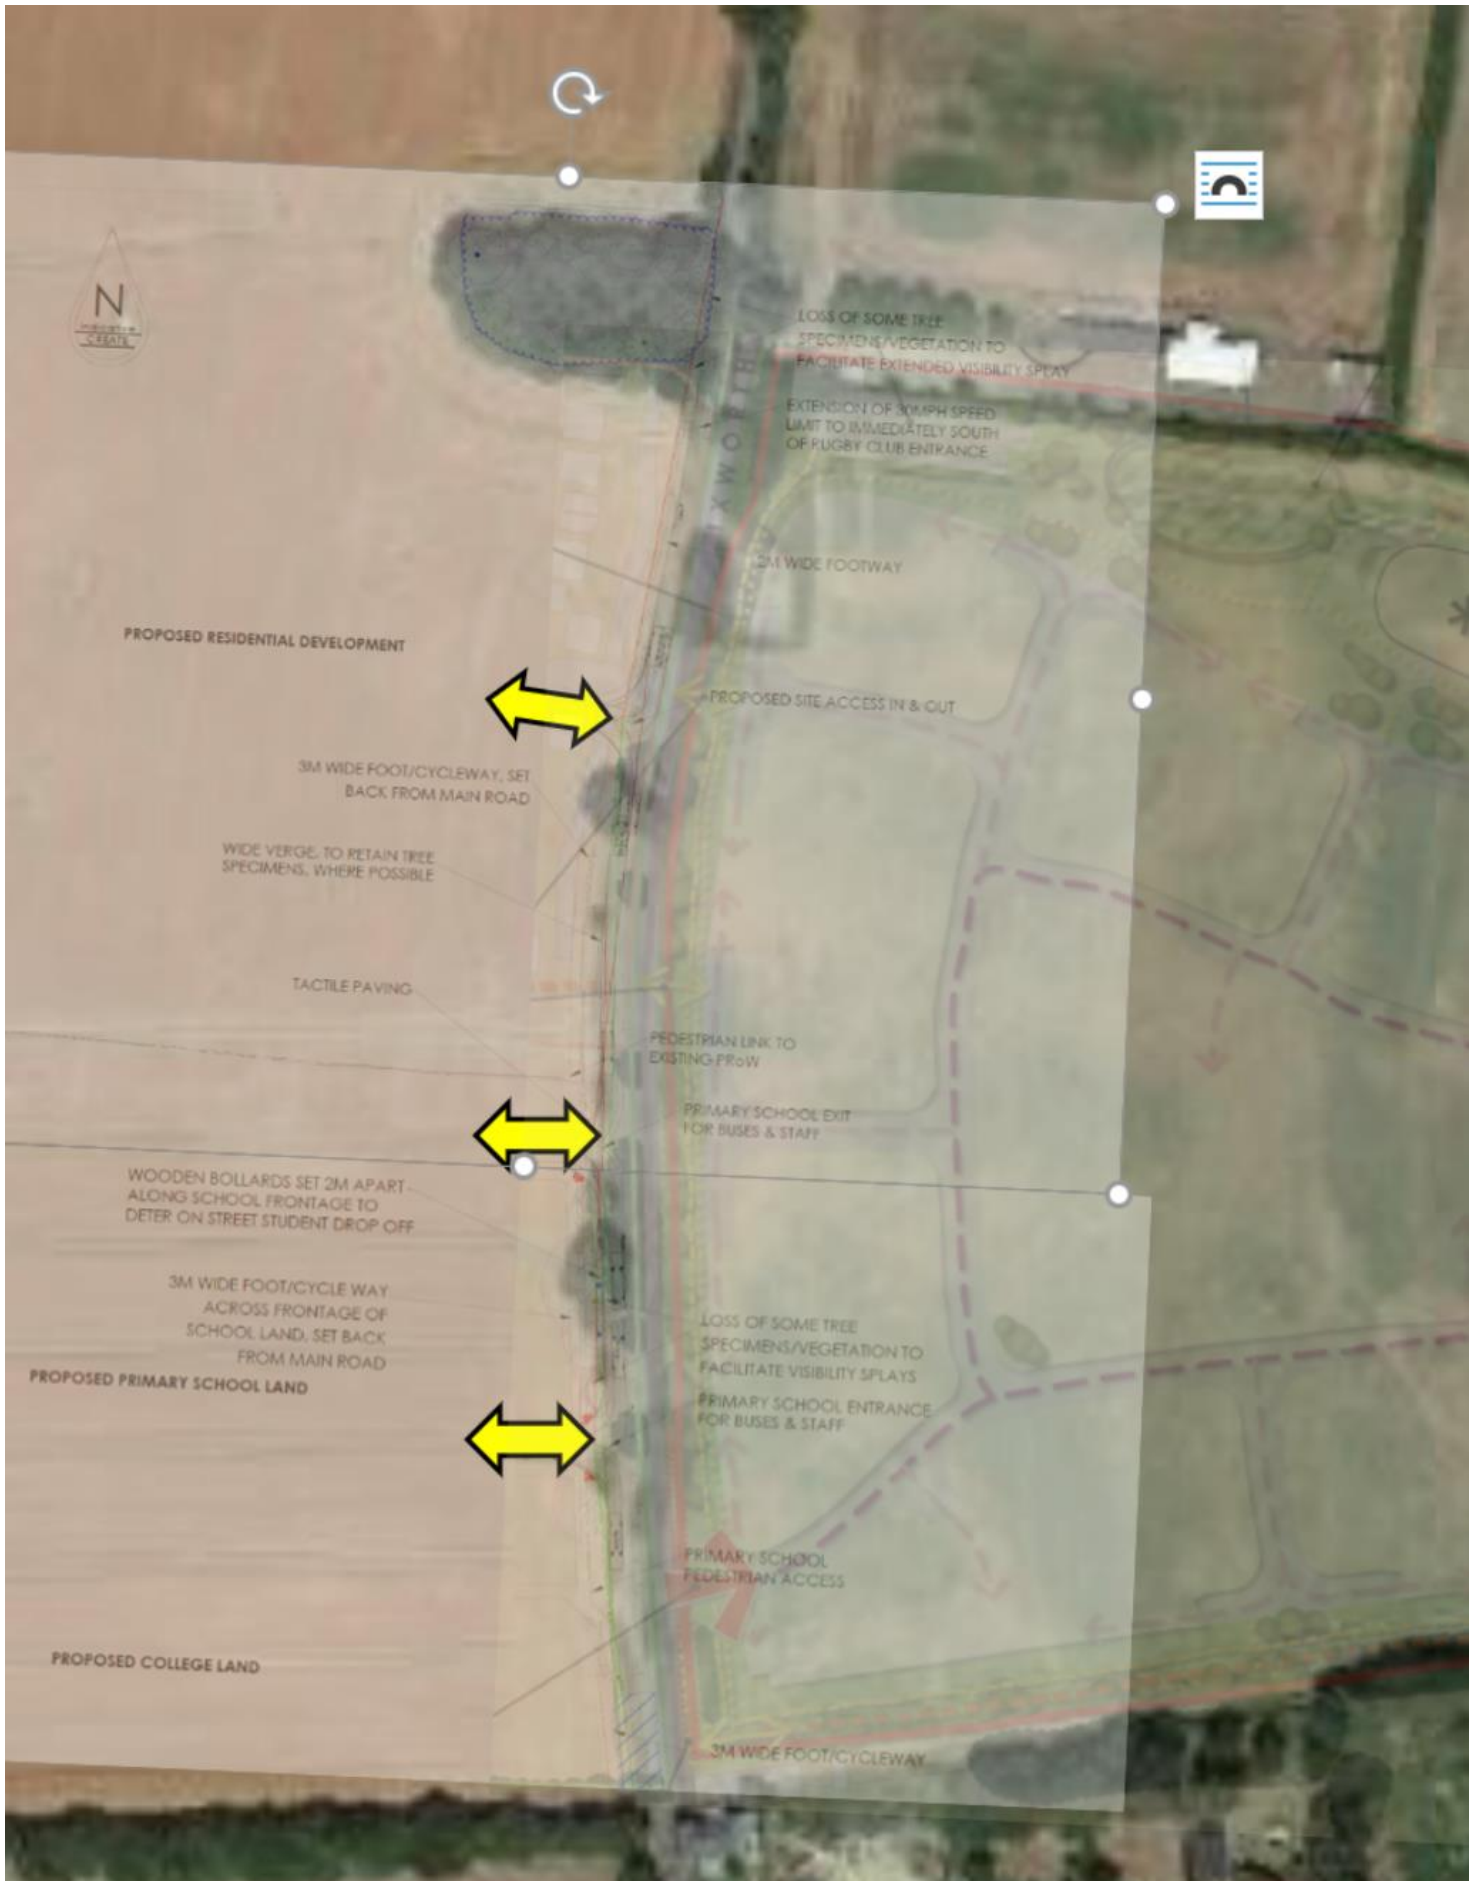 N
CREATE
LOSS OF SOME TREE
SPECIMENS/VEGETATION TO
FACILITATE EXTENDED VISIBILITY SPLAY
EXTENSION OF 30MPH SPEED
LIMIT TO IMMEDIATELY SOUTH
OF RUGBY CLUB ENTRANCE
2M WIDE FOOTWAY
PROPOSED RESIDENTIAL DEVELOPMENT
PROPOSED SITE ACCESS IN & OUT
3M WIDE FOOT/CYCLEWAY, SET
BACK FROM MAIN ROAD
WIDE VERGE, TO RETAIN TREE
SPECIMENS, WHERE POSSIBLE
TACTILE PAVING
PEDESTRIAN LINK TO
EXISTING PRoW
PRIMARY SCHOOL EXIT
FOR BUSES & STAFF
WOODEN BOLLARDS SET 2M APART
ALONG SCHOOL FRONTAGE TO
DETER ON STREET STUDENT DROP OFF
3M WIDE FOOT/CYCLE WAY
ACROSS FRONTAGE OF
SCHOOL LAND, SET BACK
FROM MAIN ROAD
LOSS OF SOME TREE
SPECIMENS/VEGETATION TO
FACILITATE VISIBILITY SPLAYS
PROPOSED PRIMARY SCHOOL LAND
PRIMARY SCHOOL ENTRANCE
FOR BUSES & STAFF
PRIMARY SCHOOL
PEDESTRIAN ACCESS
PROPOSED COLLEGE LAND
3M WIDE FOOT/CYCLEWAY